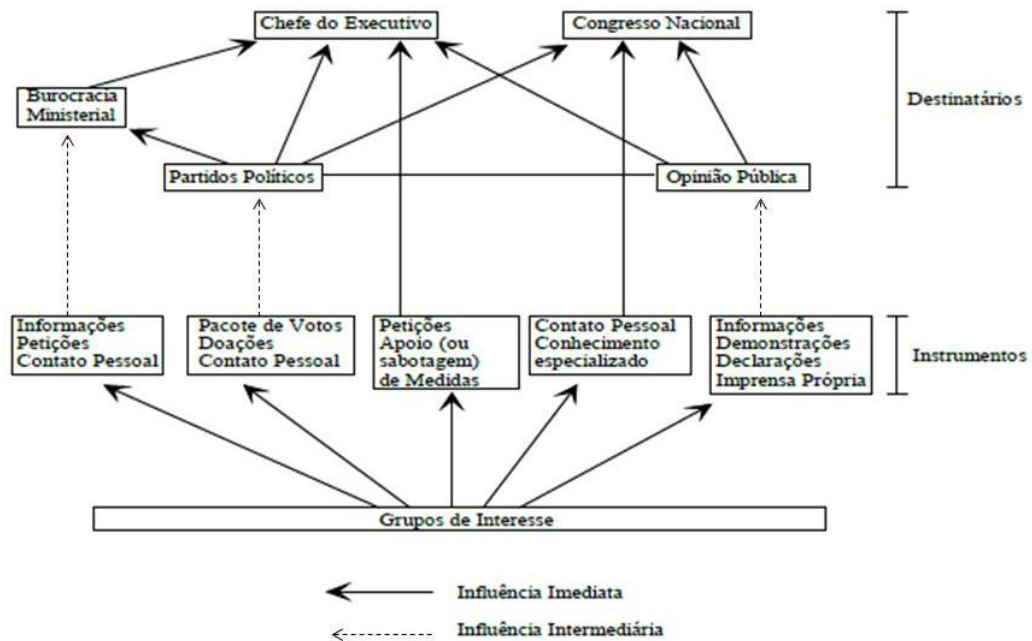 Chefe do Executivo
Congresso Nacional
Burocracia
Ministerial
Destinatários
Partidos Políticos
Opinião Pública
Informações
Petições
Contato Pessoal
Pacote de Votos
Doações
Contato Pessoal
Petições
Apoio (ou
sabotagem)
de Medidas
Contato Pessoal
Conhecimento
especializado
Informações
Demonstrações
Declarações
Imprensa Própria
Instrumentos
Grupos de Interesse
Influência Imediata
Influência Intermediária